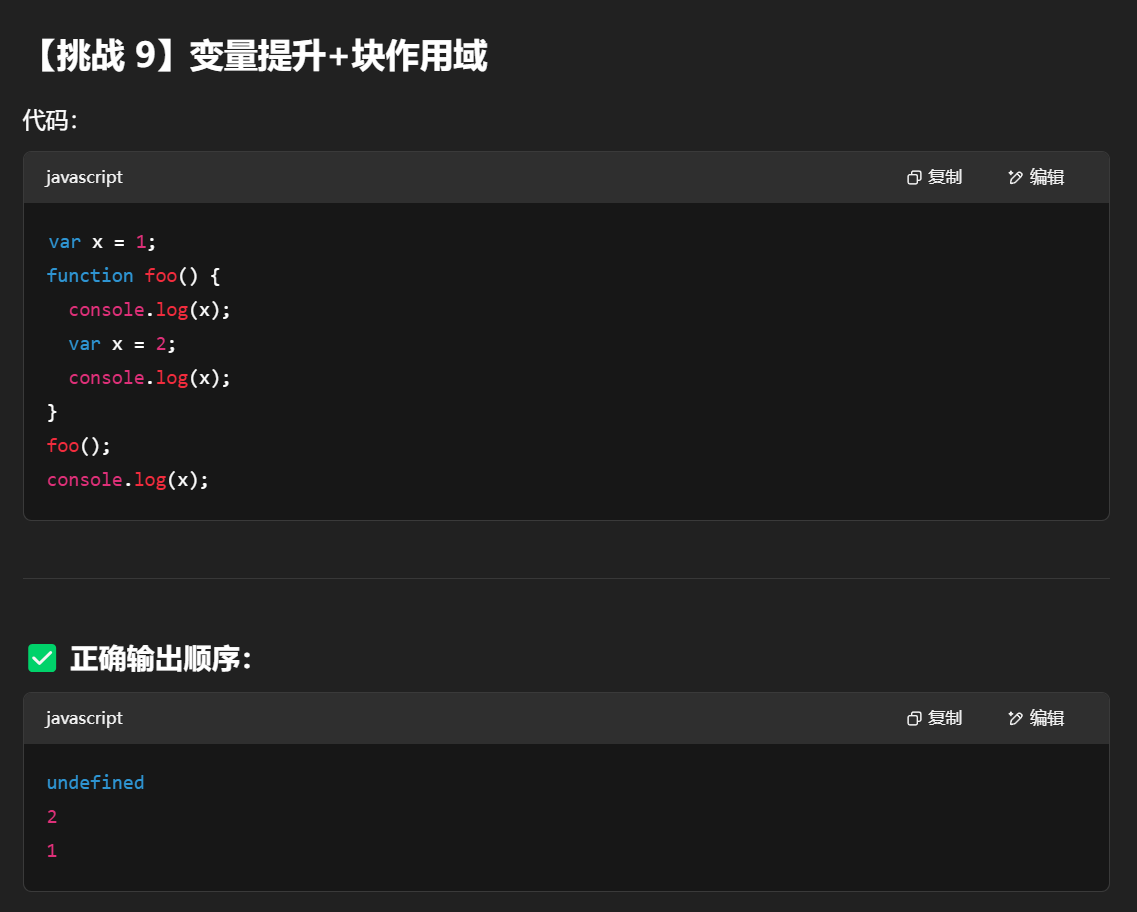 【挑战 9】变量提升+块作用域
代码：
javascript 复制 编辑
var x = 1;
function foo() {
  console.log(x);
  var x = 2;
  console.log(x);
}
foo();
console.log(x);
正确输出顺序：
javascript 复制 编辑
undefined
2
1